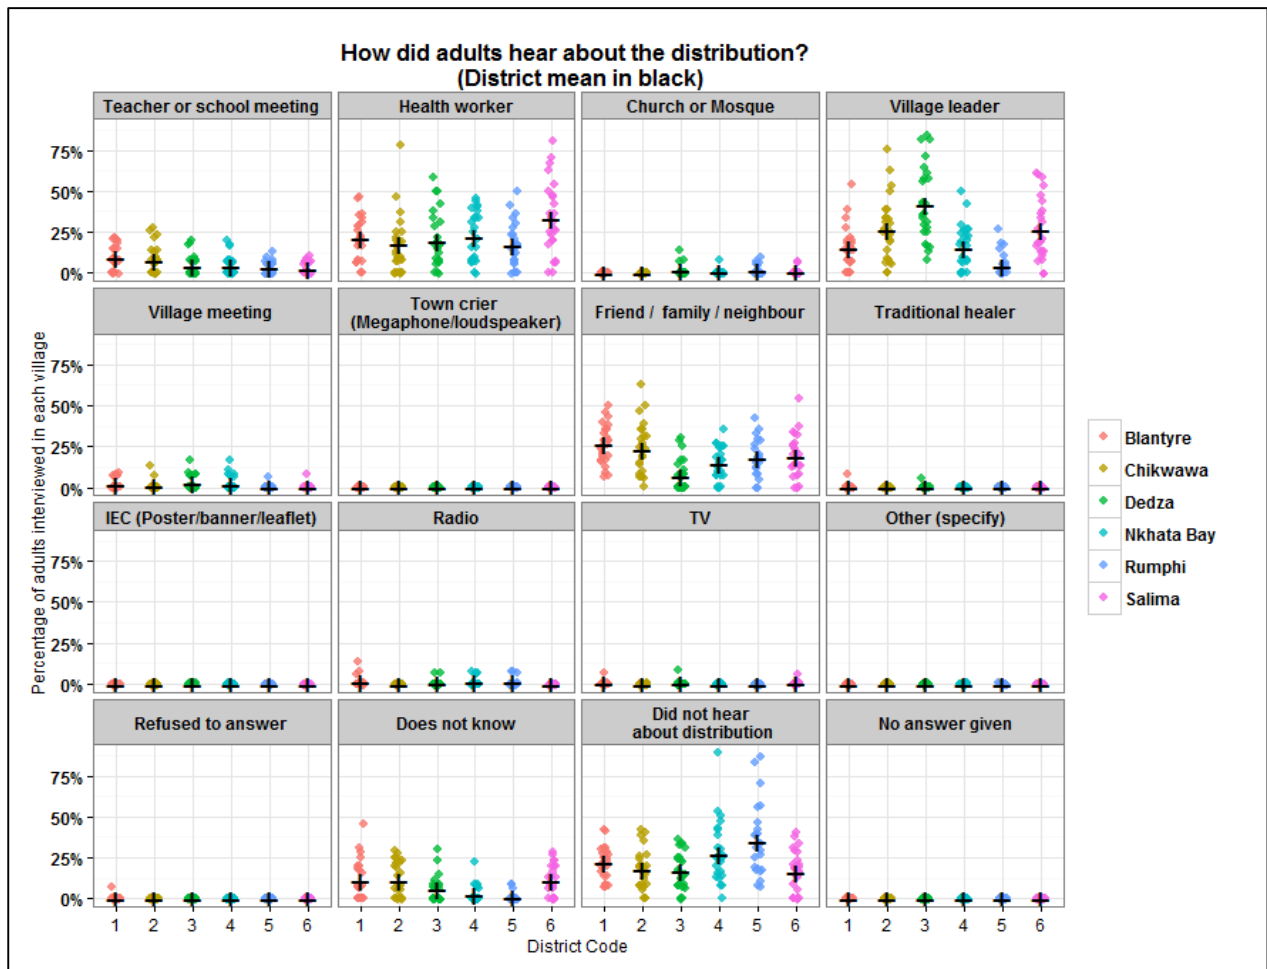 How did adults hear about the distribution?
(District mean in black)
Teacher or school meeting
Health worker
Church or Mosque
Village leader
75%
50%
25%
0%
Village meeting
Town crier
(Megaphone/loudspeaker)
Friend / family / neighbour
Traditional healer
75%
50%
25%
0%
IEC (Poster/banner/leaflet)
Radio
TV
Other (specify)
75%
50%
25%
0%
Refused to answer
Does not know
Did not hear
about distribution
No answer given
75%
50%
25%
0%
1 2 3 4 5 6
1 2 3 4 5 6
1 2 3 4 5 6
1 2 3 4 5 6
District Code
Percentage of adults interviewed in each village
Blantyre
Chikwawa
Dedza
Nkhata Bay
Rumphi
Salima